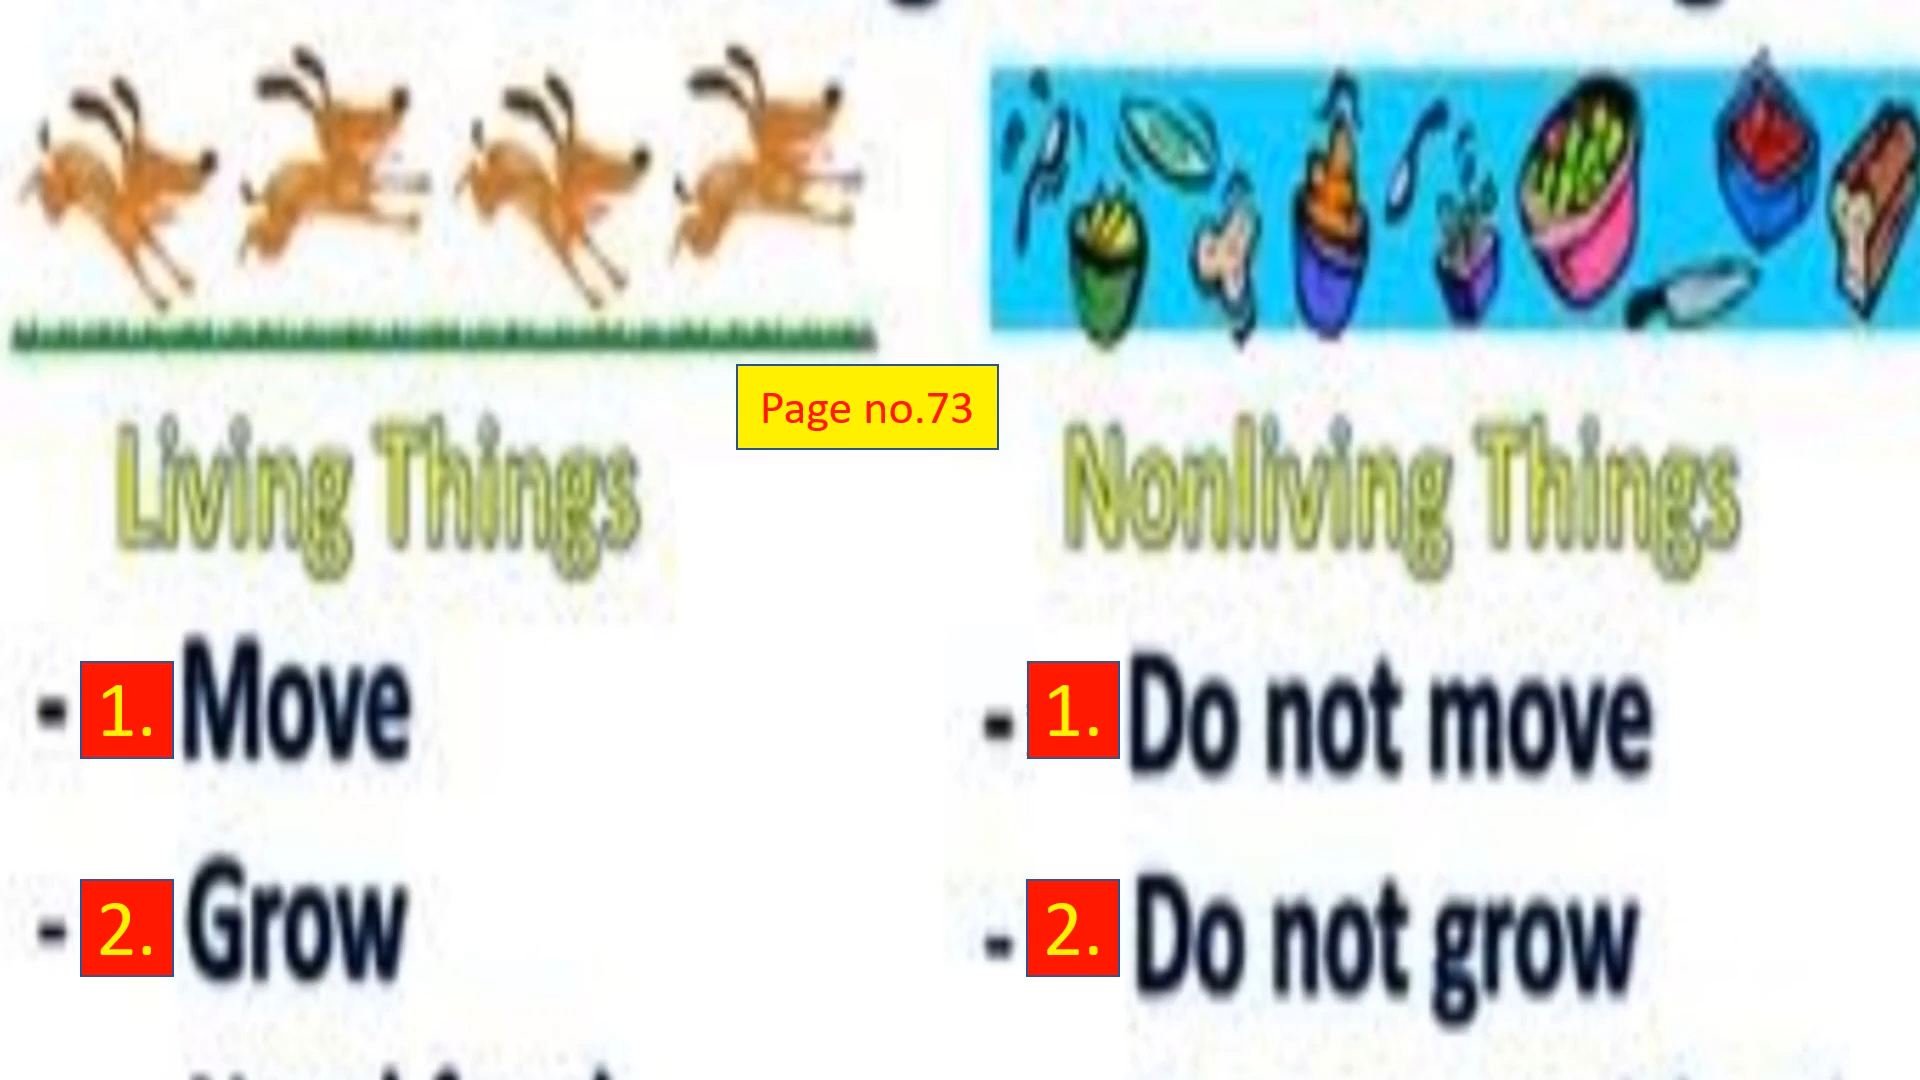 Page no.73
Living Things
Nonliving Things
- 1. Move
- 1. Do not move
- 2. Grow
- 2. Do not grow